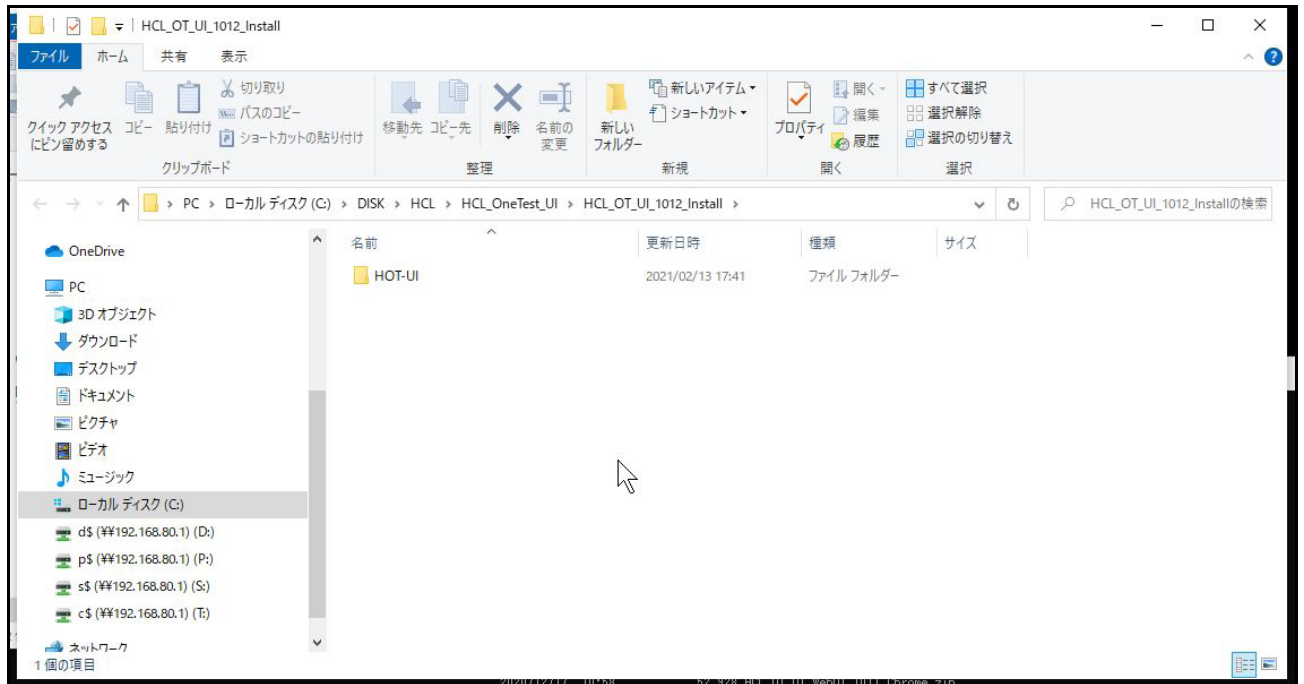 HCL_OT_UI_1012_Install
ファイル ホーム 共有 表示
クイック アクセス
にピン留めする
コピー
貼り付け
切り取り
パスのコピー
ショートカットの貼り付け
クリップボード
移動先
コピー先
削除
名前の
変更
整理
新しい
フォルダー
新しいアイテム
ショートカット
新規
プロパティ
開く
編集
履歴
開く
すべて選択
選択解除
選択の切り替え
選択
PC › ローカル ディスク (C:) › DISK › HCL › HCL_OneTest_UI › HCL_OT_UI_1012_Install ›
HCL_OT_UI_1012_Installの検索
名前 更新日時 種類 サイズ
HOT-UI 2021/02/13 17:41 ファイル フォルダー
OneDrive
PC
3D オブジェクト
ダウンロード
デスクトップ
ドキュメント
ピクチャ
ビデオ
ミュージック
ローカル ディスク (C:)
d$ (¥¥192.168.80.1) (D:)
p$ (¥¥192.168.80.1) (P:)
s$ (¥¥192.168.80.1) (S:)
c$ (¥¥192.168.80.1) (T:)
ネットワーク
1 個の項目